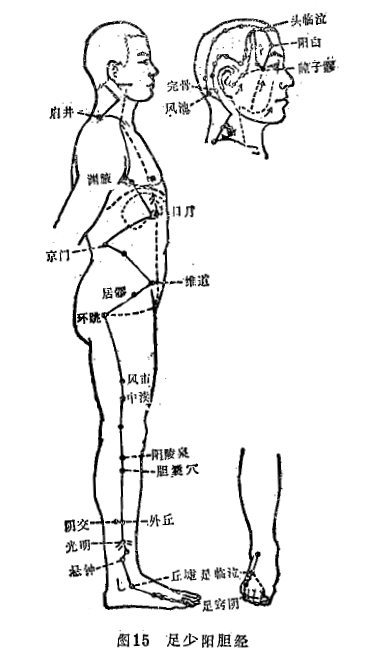 头临泣
阳白
瞳子髎
完骨
风池
肩井
渊腋
日月
京门
维道
居髎
环跳
风市
中渎
阳陵泉
胆囊穴
阳交
外丘
光明
悬钟
丘墟
足临泣
足窍阴
图15 足少阳胆经